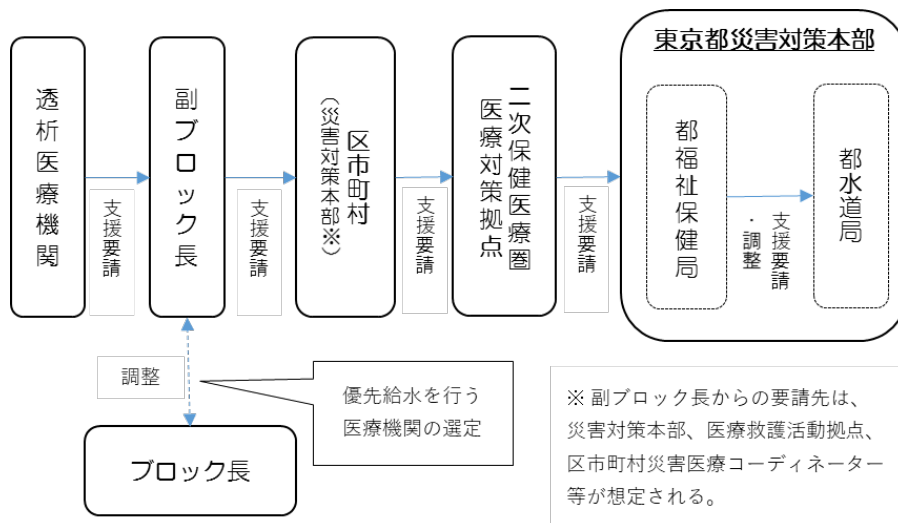 東京都災害対策本部
透析医療機関
支援要請
副ブロック長
支援要請
区市町村
（災害対策本部※）
支援要請
二次保健医療圏
医療対策拠点
支援要請
都福祉保健局
支援要請
・調整
都水道局
調整
優先給水を行う
医療機関の選定
ブロック長
※ 副ブロック長からの要請先は、
災害対策本部、医療救護活動拠点、
区市町村災害医療コーディネーター
等が想定される。